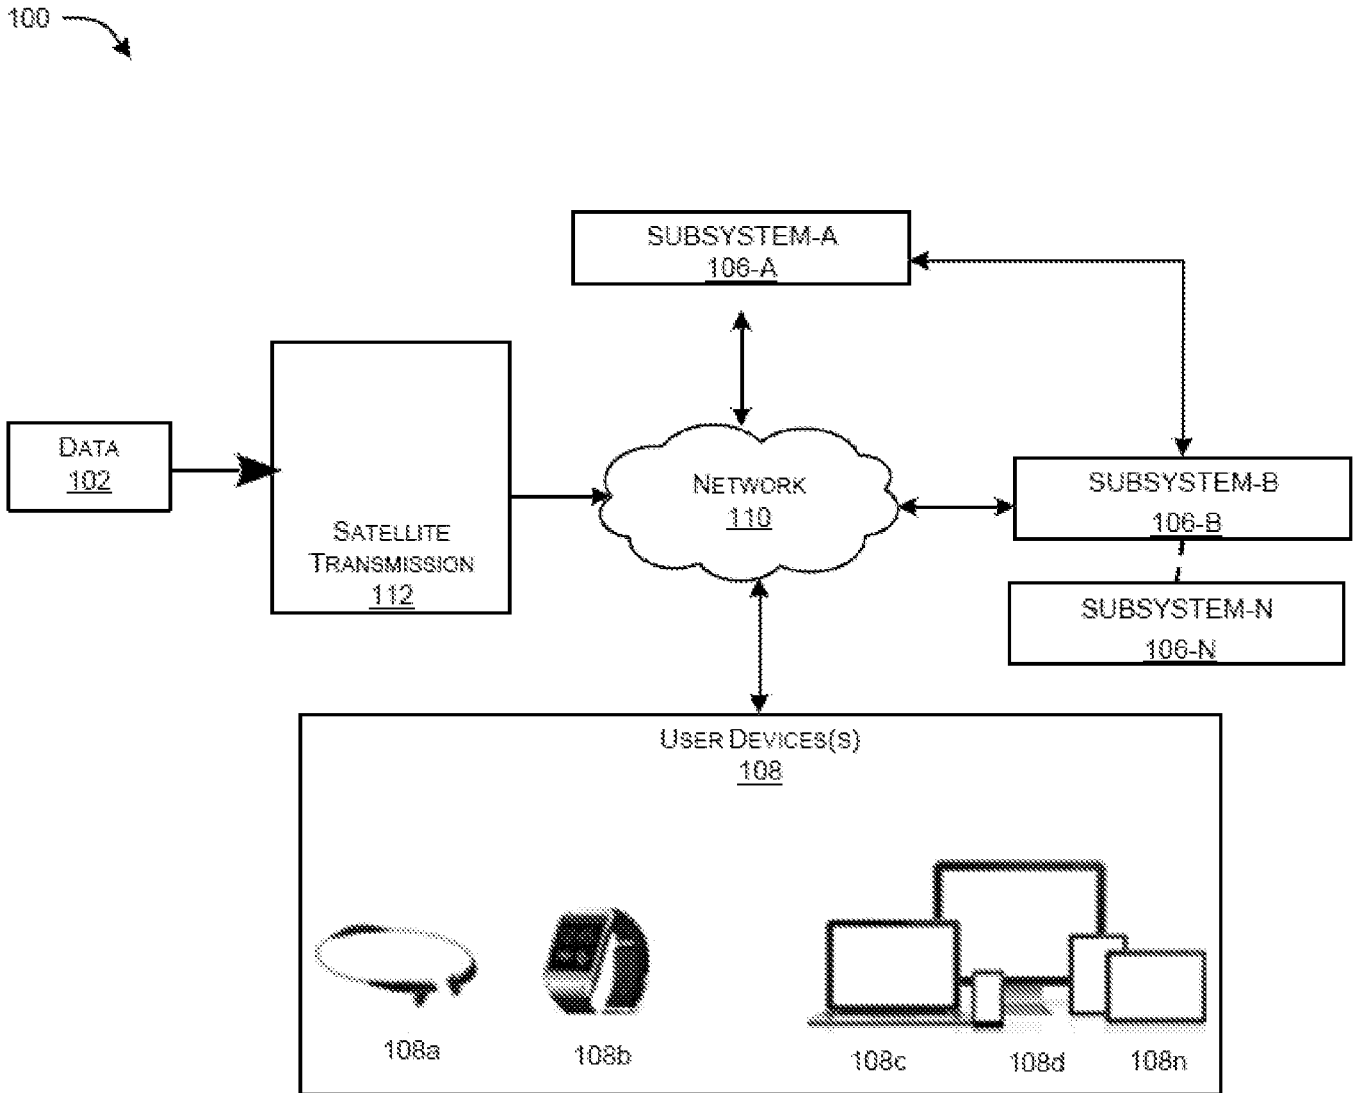 100
SUBSYSTEM-A
106-A
DATA
102
SATELLITE
TRANSMISSION
112
NETWORK
110
SUBSYSTEM-B
106-B
SUBSYSTEM-N
106-N
USER DEVICES(S)
108
108a
108b
108c
108d
108n